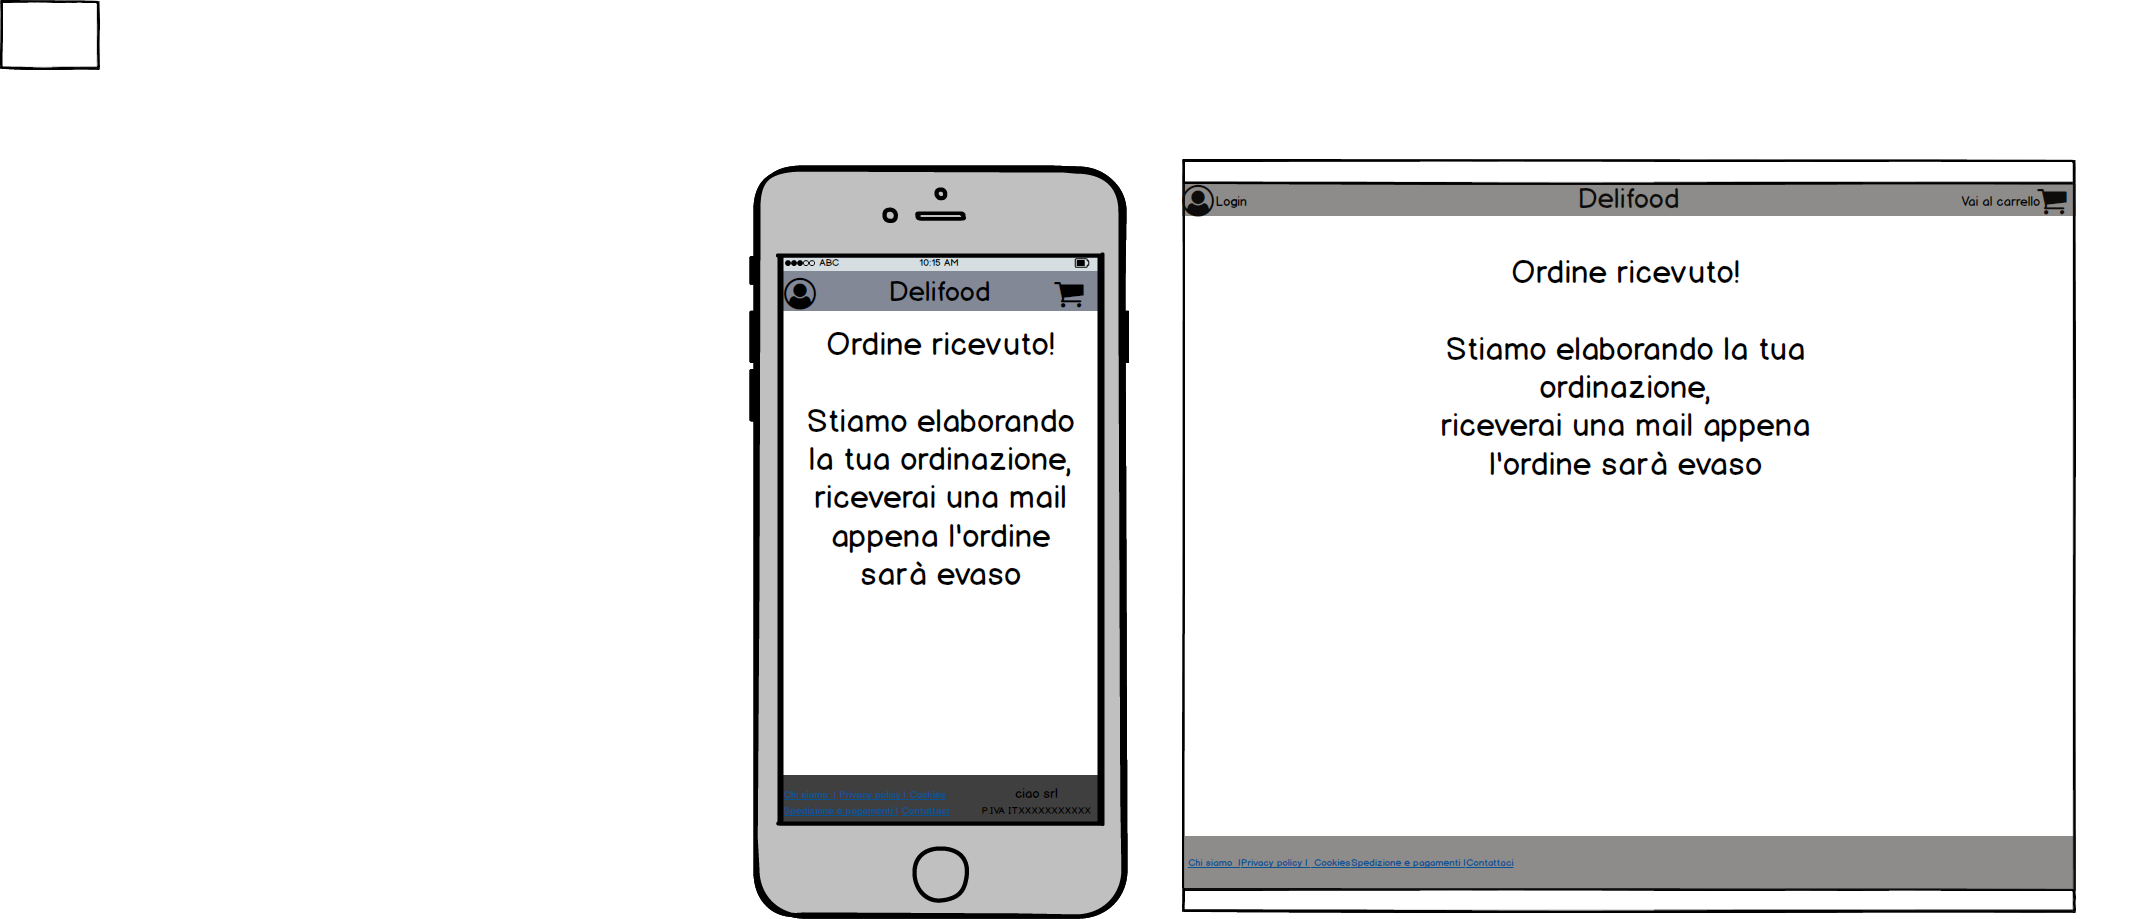 ABC 10:15 AM
Delifood
Ordine ricevuto!
Stiamo elaborando
la tua ordinazione,
riceverai una mail
appena l'ordine
sarà evaso
Chi siamo | Privacy policy | Cookies
Spedizione e pagamenti | Contattaci
ciao srl
P.IVA ITXXXXXXXXXXX
Login Delifood Vai al carrello
Ordine ricevuto!
Stiamo elaborando la tua
ordinazione,
riceverai una mail appena
l'ordine sarà evaso
Chi siamo |Privacy policy | CookiesSpedizione e pagamenti |Contattaci